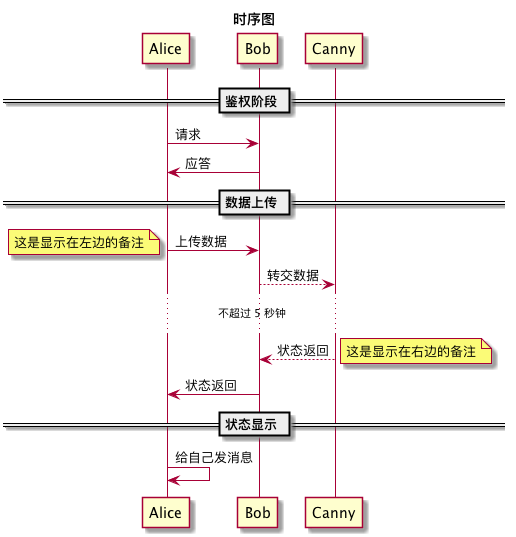 时序图
Alice Bob Canny
鉴权阶段
请求
应答
数据上传
这是显示在左边的备注 上传数据
转交数据
不超过 5 秒钟
状态返回 这是显示在右边的备注
状态返回
状态显示
给自己发消息
Alice Bob Canny